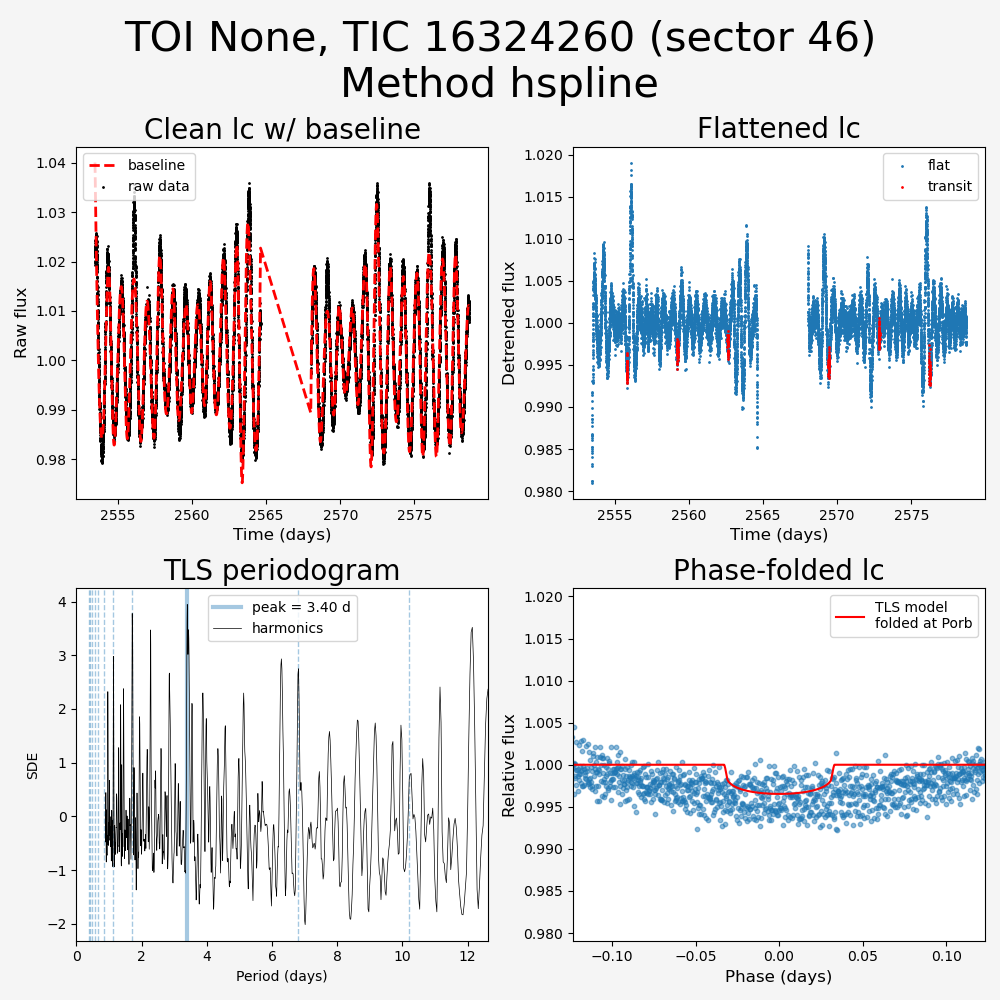 TOI None, TIC 16324260 (sector 46)
Method hspline
Clean lc w/ baseline
Raw flux
1.04
1.03
1.02
1.01
1.00
0.99
0.98
baseline
raw data
2555
2560
2565
2570
2575
Time (days)
Flattened lc
Detrended flux
1.020
1.015
1.010
1.005
1.000
0.995
0.990
0.985
0.980
flat
transit
2555
2560
2565
2570
2575
Time (days)
TLS periodogram
SDE
4
3
2
1
0
−1
−2
peak = 3.40 d
harmonics
0
2
4
6
8
10
12
Period (days)
Phase-folded lc
Relative flux
1.020
1.015
1.010
1.005
1.000
0.995
0.990
0.985
0.980
TLS model
folded at Porb
−0.10
−0.05
0.00
0.05
0.10
Phase (days)